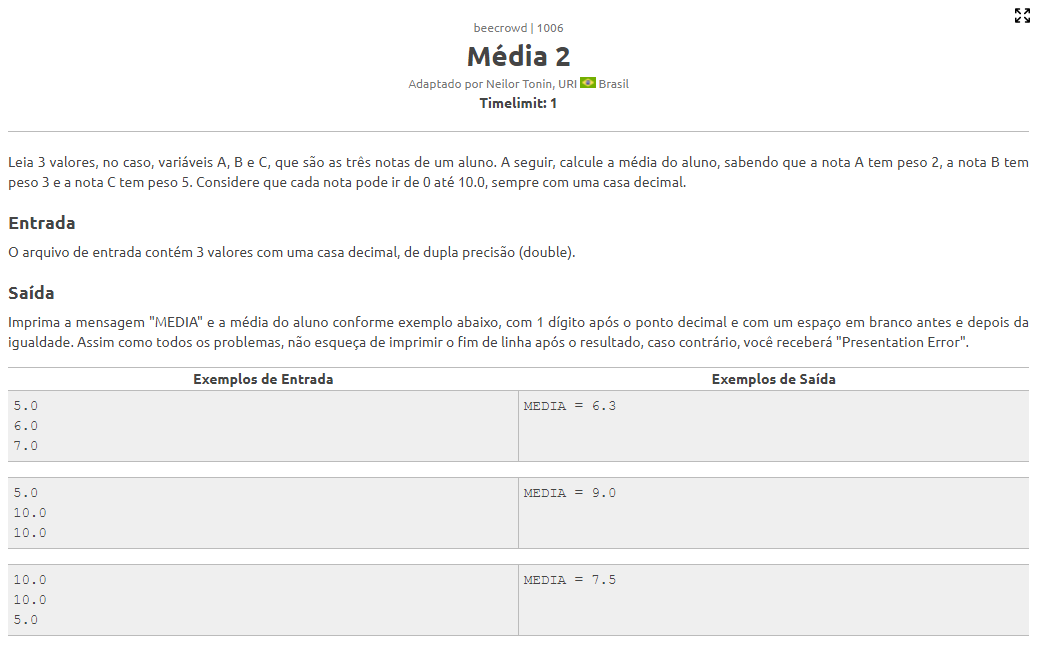 beecrowd | 1006
Média 2
Adaptado por Neilor Tonin, URI Brasil
Timelimit: 1
Leia 3 valores, no caso, variáveis A, B e C, que são as três notas de um aluno. A seguir, calcule a média do aluno, sabendo que a nota A tem peso 2, a nota B tem
peso 3 e a nota C tem peso 5. Considere que cada nota pode ir de 0 até 10.0, sempre com uma casa decimal.
Entrada
O arquivo de entrada contém 3 valores com uma casa decimal, de dupla precisão (double).
Saída
Imprima a mensagem "MEDIA" e a média do aluno conforme exemplo abaixo, com 1 dígito após o ponto decimal e com um espaço em branco antes e depois da
igualdade. Assim como todos os problemas, não esqueça de imprimir o fim de linha após o resultado, caso contrário, você receberá "Presentation Error".
Exemplos de Entrada Exemplos de Saída
5.0 MEDIA = 6.3
6.0
7.0
5.0 MEDIA = 9.0
10.0
10.0
10.0 MEDIA = 7.5
10.0
5.0